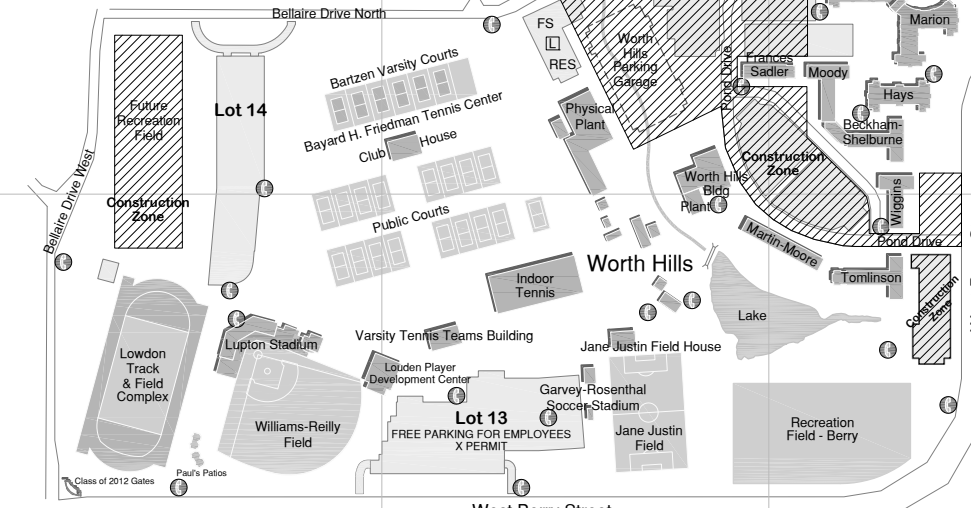 Bellaire Drive North
FS
L
RES
Worth
Hills
Parking
Garage
Pond Drive
Frances
Sadler
Moody
Marion
Hays
Beckham-
Shelburne
Bartzen Varsity Courts
Bayard H. Friedman Tennis Center
Club House
Physical
Plant
Lot 14
Future
Recreation
Field
Construction
Zone
Bellaire Drive West
Construction
Zone
Worth Hills
Bldg
Plant
Wiggins
Public Courts
Martin-Moore
Pond Drive
Worth Hills
Tomlinson
Construction
Zone
Indoor
Tennis
Lake
Varsity Tennis Teams Building
Lupton Stadium
Jane Justin Field House
Lowdon
Track
& Field
Complex
Louden Player
Development Center
Garvey-Rosenthal
Soccer Stadium
Lot 13
FREE PARKING FOR EMPLOYEES
X PERMIT
Williams-Reilly
Field
Jane Justin
Field
Recreation
Field - Berry
Paul's Patios
Class of 2012 Gates
West Berry Street